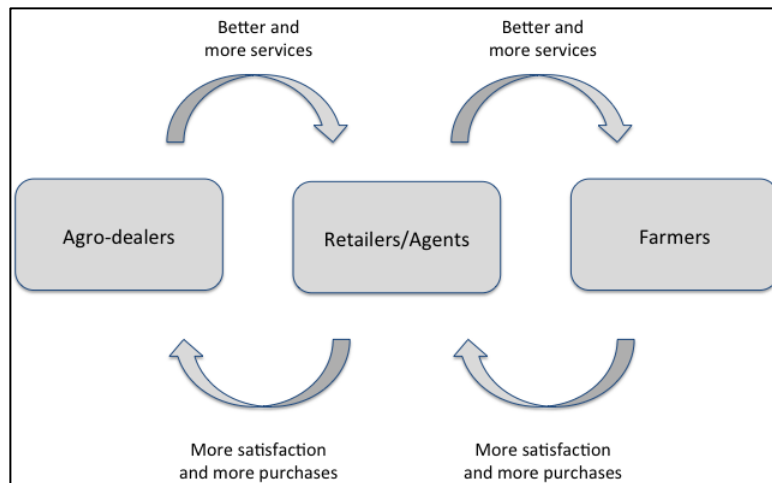 Better and
more services
Better and
more services
Agro-dealers
Retailers/Agents
Farmers
More satisfaction
and more purchases
More satisfaction
and more purchases